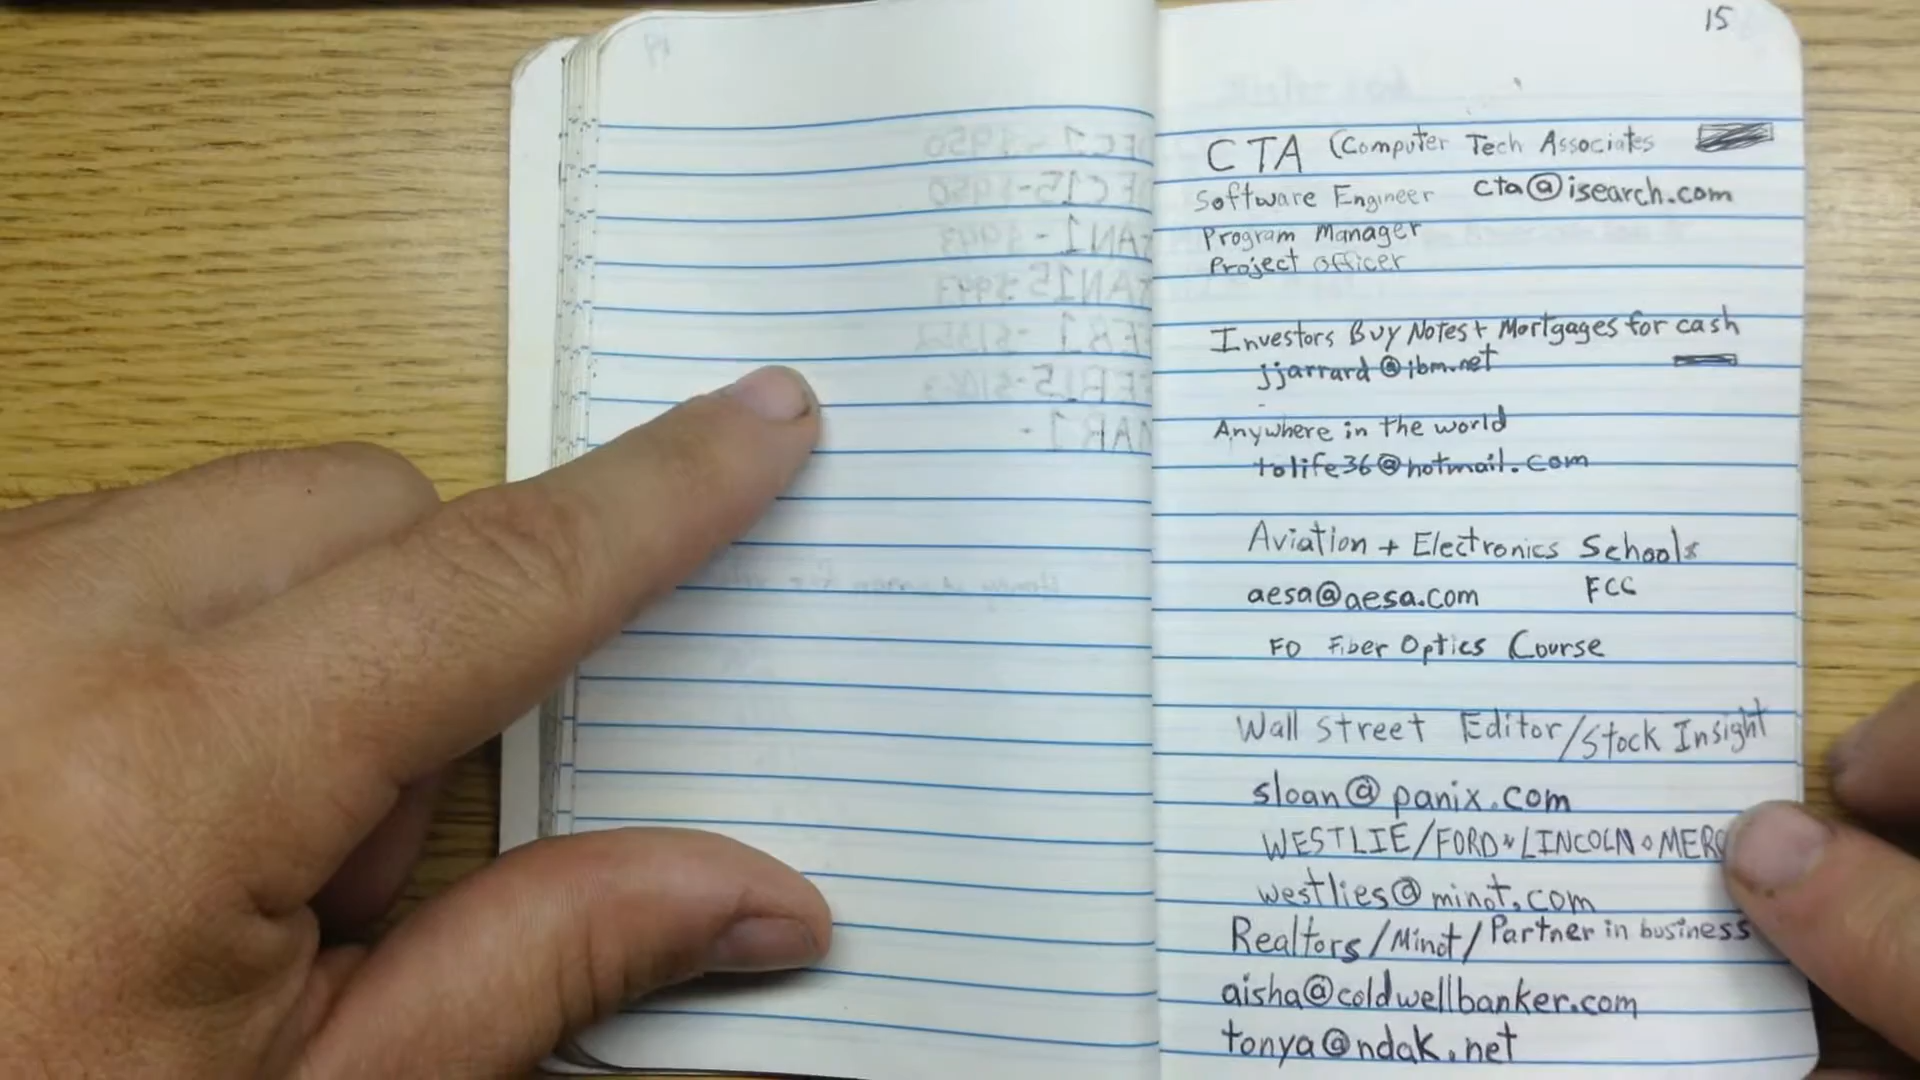 15
CTA (Computer Tech Associates
Software Engineer cta@isearch.com
Program Manager
Project officer
Investors Buy Notes + Mortgages for cash
jjarrard@ibm.net
Anywhere in the world
tolife36@hotmail.com
Aviation + Electronics Schools
aesa@aesa.com FCC
FO Fiber Optics Course
Wall Street Editor/Stock Insight
sloan@panix.com
WESTLIE/FORD LINCOLN MERC
westlies@minot.com
Realtors/Minot/Partner in business
aisha@coldwellbanker.com
tonya@ndak.net